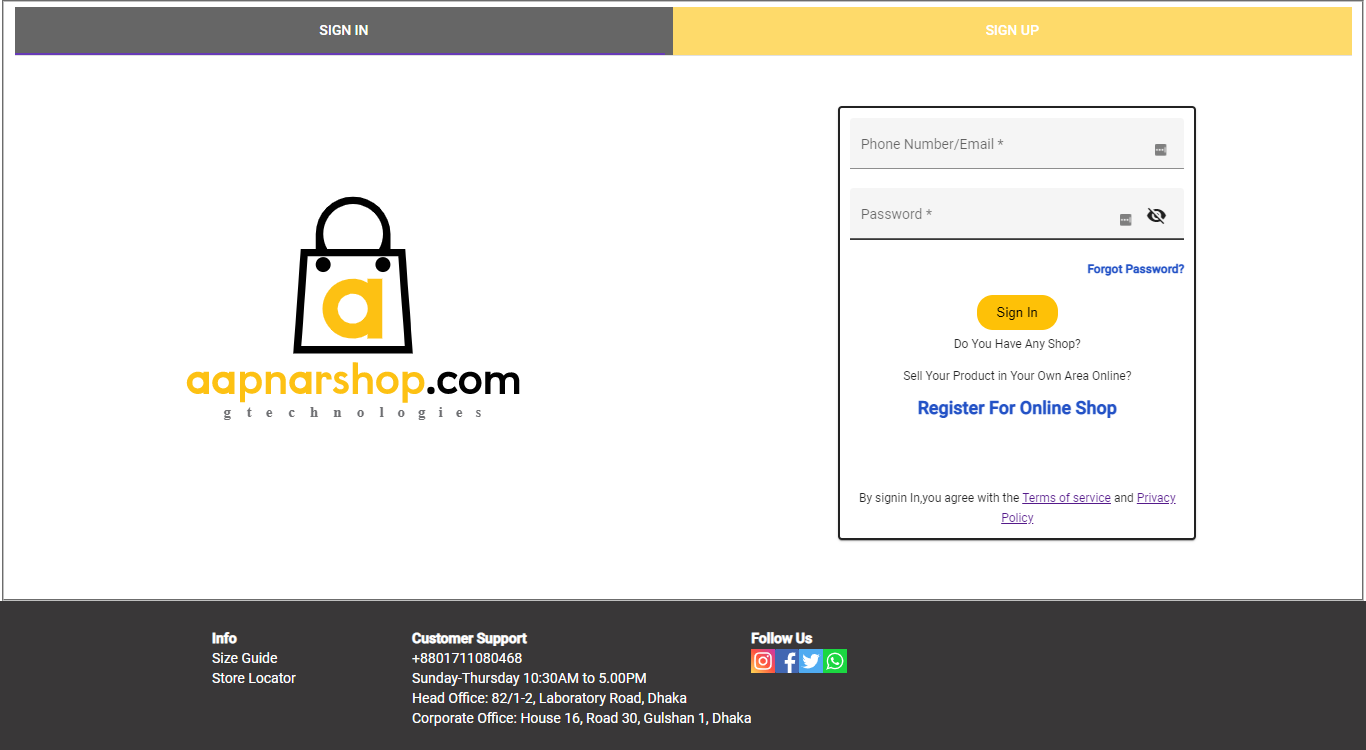 SIGN IN
SIGN UP
a
aapnarshop.com
gtechnologies
Phone Number/Email *
Password *
Forgot Password?
Sign In
Do You Have Any Shop?
Sell Your Product in Your Own Area Online?
Register For Online Shop
By signin In,you agree with the Terms of service and Privacy
Policy
Info
Size Guide
Store Locator
Customer Support
+8801711080468
Sunday-Thursday 10:30AM to 5.00PM
Head Office: 82/1-2, Laboratory Road, Dhaka
Corporate Office: House 16, Road 30, Gulshan 1, Dhaka
Follow Us